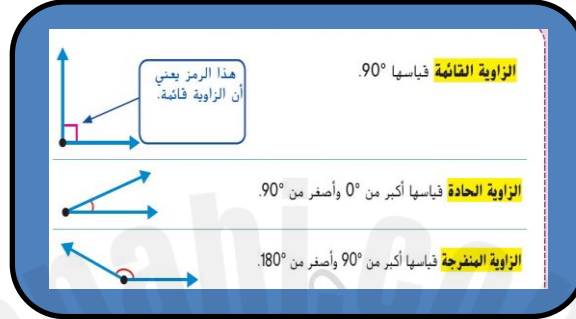 الزاوية القائمة قياسها 90°.
هذا الرمز يعني
أن الزاوية قائمة.
الزاوية الحادة قياسها أكبر من 0° وأصغر من 90°.
الزاوية المنفرجة قياسها أكبر من 90° وأصغر من 180°.